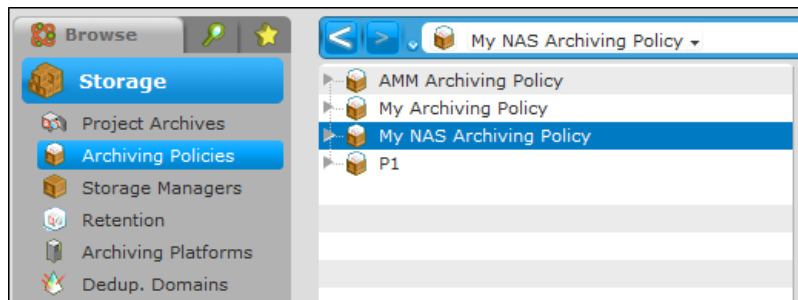 Browse
Storage
Project Archives
Archiving Policies
Storage Managers
Retention
Archiving Platforms
Dedup. Domains
My NAS Archiving Policy
AMM Archiving Policy
My Archiving Policy
My NAS Archiving Policy
P1